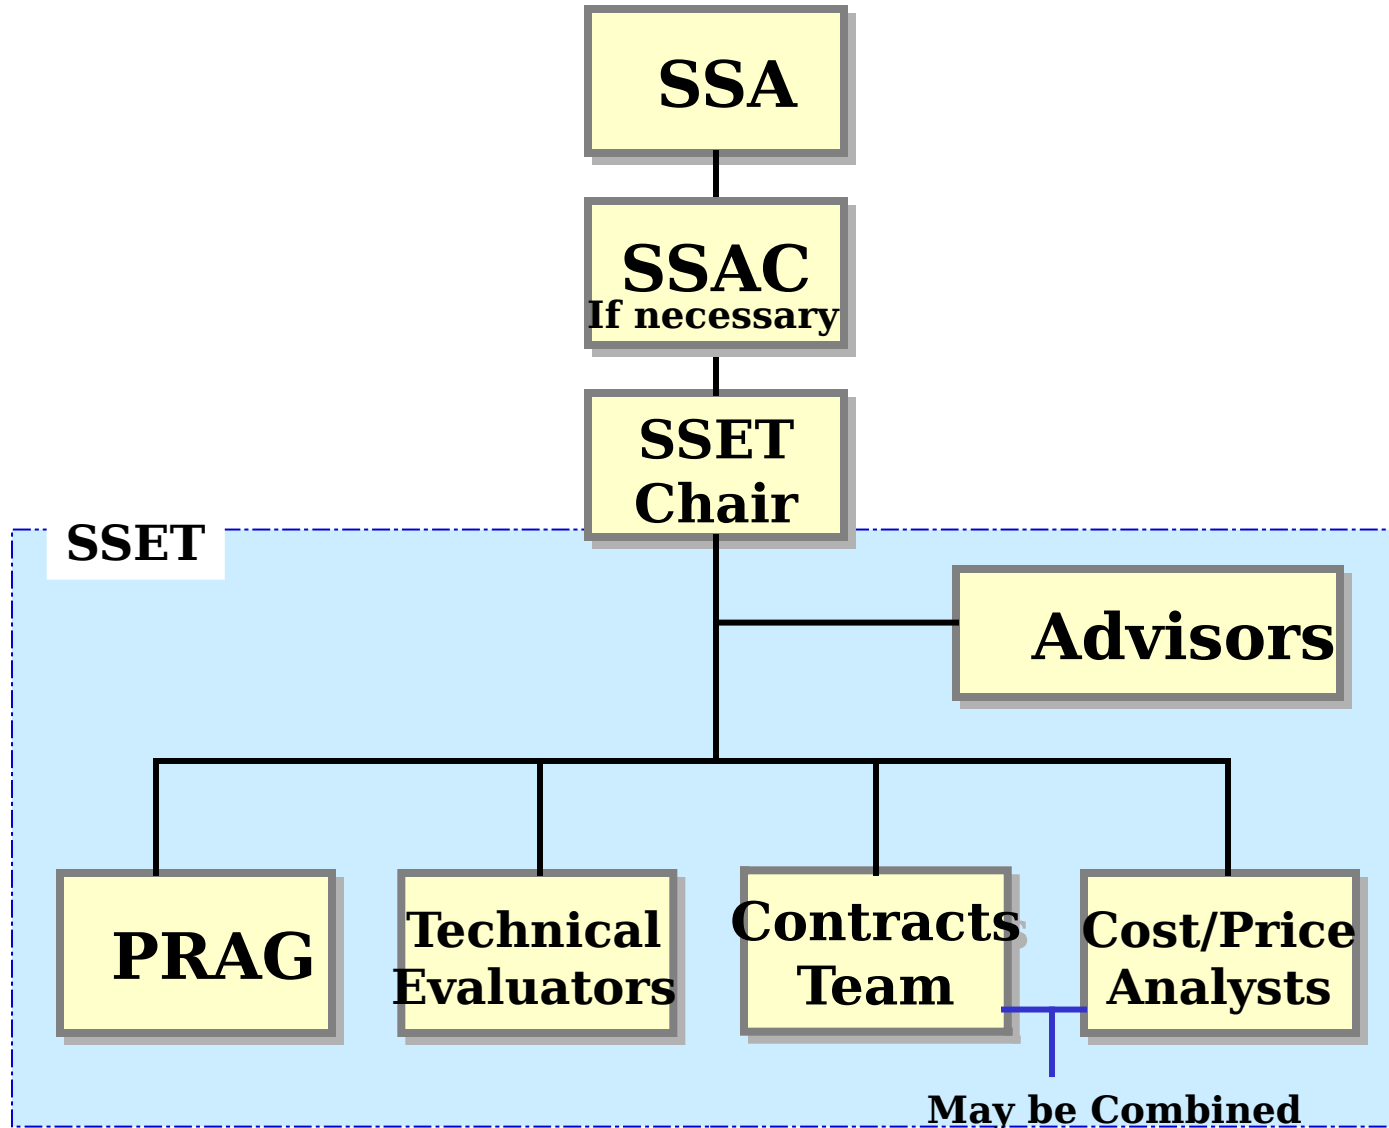 SSA
SSAC
If necessary
SSET
Chair
SSET
Advisors
PRAG
Technical
Evaluators
Contracts
Team
Cost/Price
Analysts
May be Combined